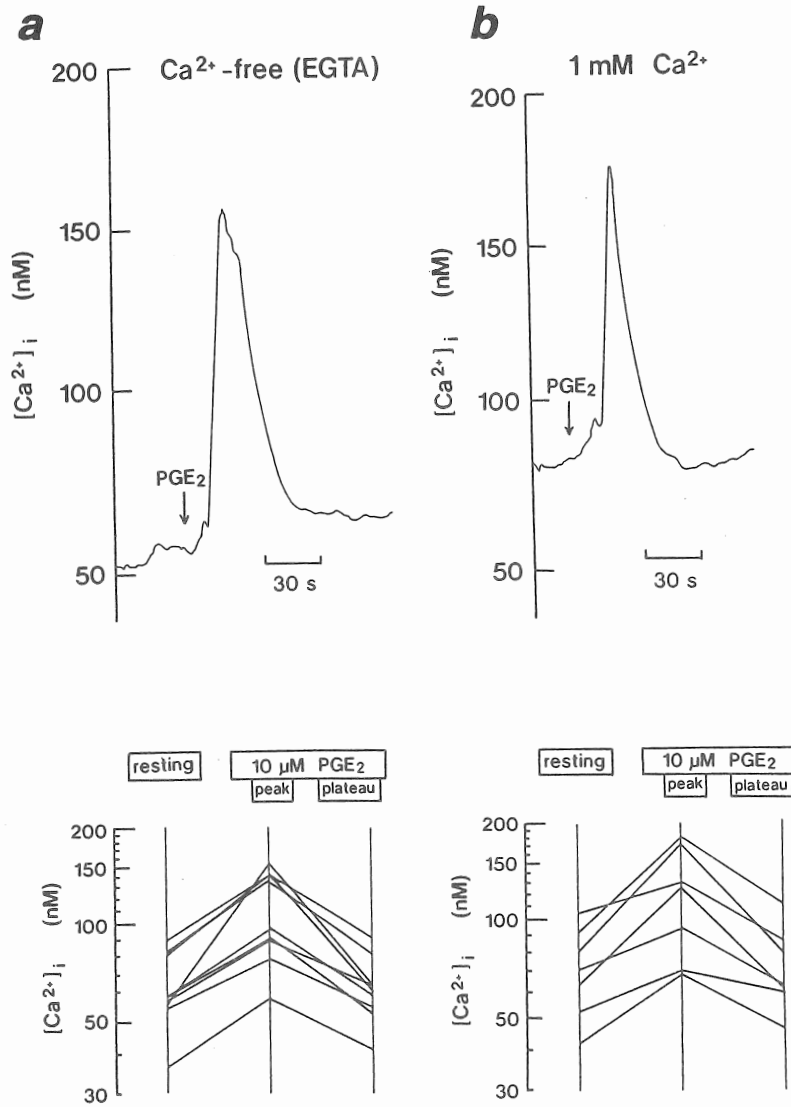 a
Ca²⁺-free (EGTA)
200
150
100
50
[Ca²⁺]i (nM)
PGE₂
30 s
b
1 mM Ca²⁺
200
150
100
50
[Ca²⁺]i (nM)
PGE₂
30 s
resting
10 µM PGE₂
peak
plateau
200
150
100
50
30
[Ca²⁺]i (nM)
resting
10 µM PGE₂
peak
plateau
200
150
100
50
30
[Ca²⁺]i (nM)